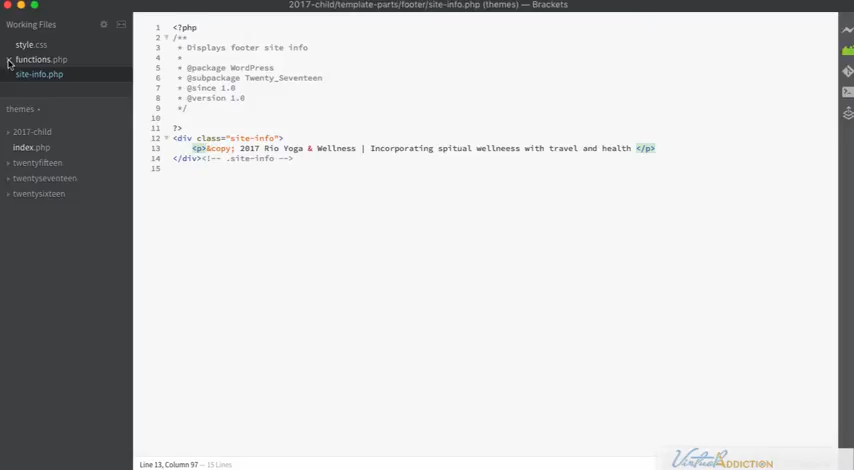 2017-child/template-parts/footer/site-info.php (themes) — Brackets
Working Files
style.css
functions.php
site-info.php
themes
2017-child
index.php
twentyfifteen
twentyseventeen
twentysixteen
1 <?php
2 /**
3 * Displays footer site info
4 *
5 * @package WordPress
6 * @subpackage Twenty_Seventeen
7 * @since 1.0
8 * @version 1.0
9 */
10
11 ?>
12 <div class="site-info">
13 <p>&copy; 2017 Rio Yoga & Wellness | Incorporating spitual wellness with travel and health </p>
14 </div><!-- .site-info -->
15
Line 13, Column 97 — 15 Lines
Virtual ADDICTION